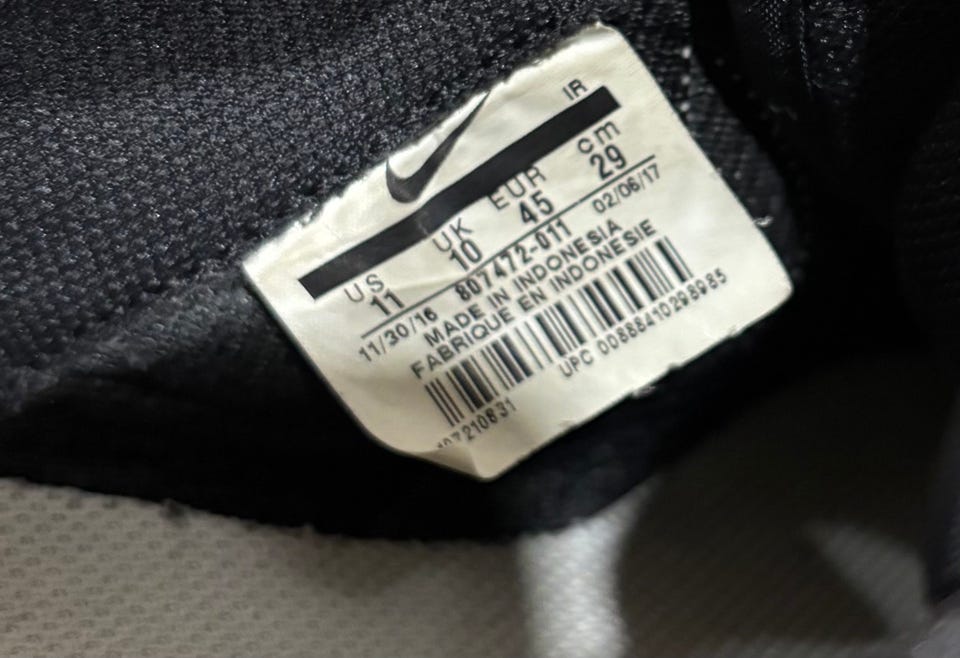 IR
US UK EUR cm
11 10 45 29
11/30/16 807472-011 02/06/17
MADE IN INDONESIA
FABRIQUE EN INDONÉSIE
UPC 00888410298985